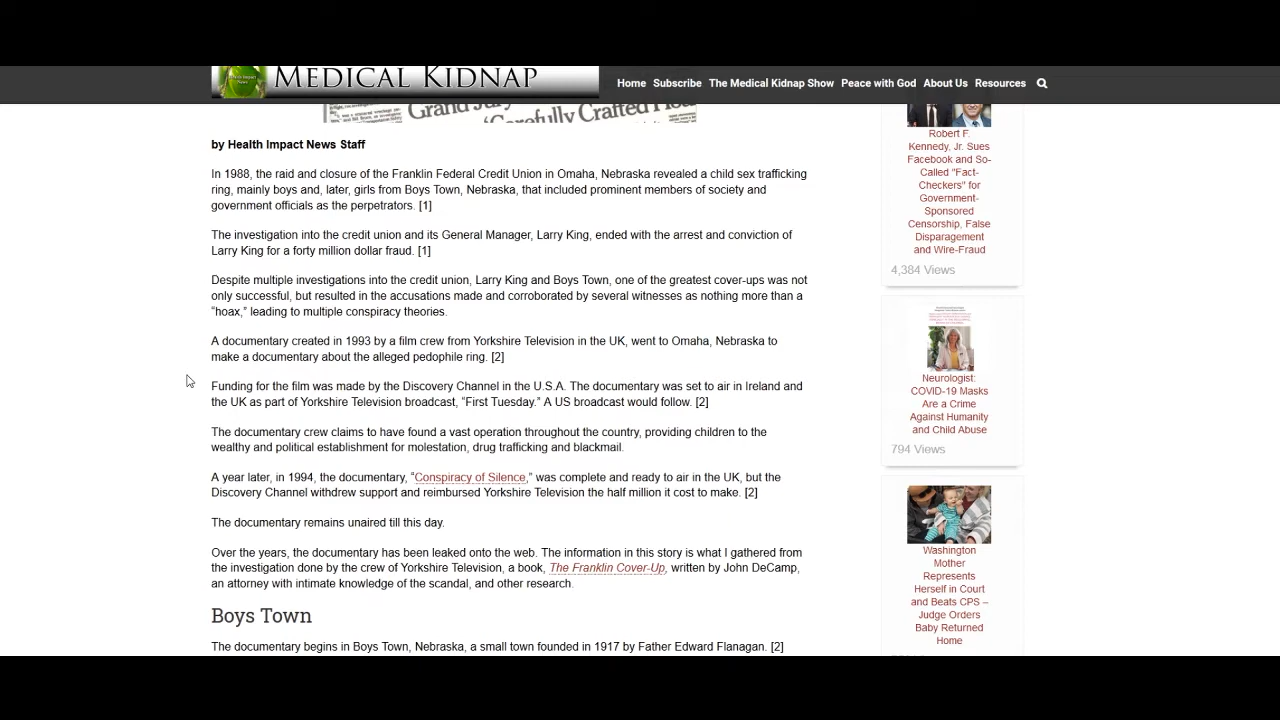 MEDICAL KIDNAP
Home Subscribe The Medical Kidnap Show Peace with God About Us Resources
Grand Jury
'Carefully Crafted
by Health Impact News Staff
In 1988, the raid and closure of the Franklin Federal Credit Union in Omaha, Nebraska revealed a child sex trafficking
ring, mainly boys and, later, girls from Boys Town, Nebraska, that included prominent members of society and
government officials as the perpetrators. [1]
The investigation into the credit union and its General Manager, Larry King, ended with the arrest and conviction of
Larry King for a forty million dollar fraud. [1]
Despite multiple investigations into the credit union, Larry King and Boys Town, one of the greatest cover-ups was not
only successful, but resulted in the accusations made and corroborated by several witnesses as nothing more than a
“hoax,” leading to multiple conspiracy theories.
A documentary created in 1993 by a film crew from Yorkshire Television in the UK, went to Omaha, Nebraska to
make a documentary about the alleged pedophile ring. [2]
Funding for the film was made by the Discovery Channel in the U.S.A. The documentary was set to air in Ireland and
the UK as part of Yorkshire Television broadcast, “First Tuesday.” A US broadcast would follow. [2]
The documentary crew claims to have found a vast operation throughout the country, providing children to the
wealthy and political establishment for molestation, drug trafficking and blackmail.
A year later, in 1994, the documentary, “Conspiracy of Silence,” was complete and ready to air in the UK, but the
Discovery Channel withdrew support and reimbursed Yorkshire Television the half million it cost to make. [2]
The documentary remains unaired till this day.
Over the years, the documentary has been leaked onto the web. The information in this story is what I gathered from
the investigation done by the crew of Yorkshire Television, a book, The Franklin Cover-Up, written by John DeCamp,
an attorney with intimate knowledge of the scandal, and other research.
Boys Town
The documentary begins in Boys Town, Nebraska, a small town founded in 1917 by Father Edward Flanagan. [2]
Robert F.
Kennedy, Jr. Sues
Facebook and So-
Called "Fact-
Checkers" for
Government-
Sponsored
Censorship, False
Disparagement
and Wire-Fraud
4,384 Views
Neurologist:
COVID-19 Masks
Are a Crime
Against Humanity
and Child Abuse
794 Views
Washington
Mother
Represents
Herself in Court
and Beats CPS –
Judge Orders
Baby Returned
Home